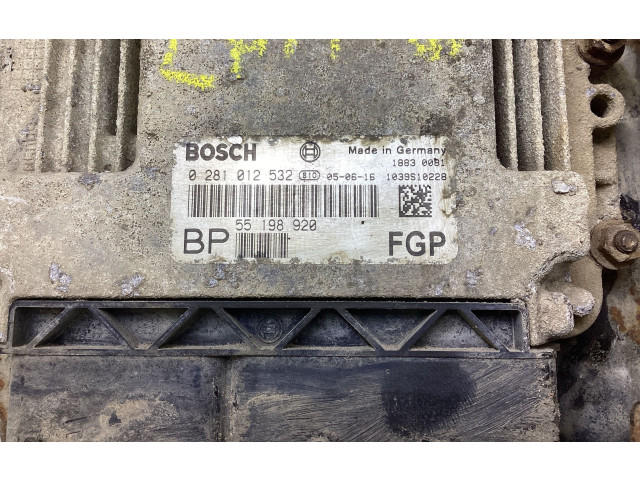 BOSCH Made in Germany
1883 0081
0 281 012 532 810 05-06-16 1039S10228
55 198 920
BP FGP